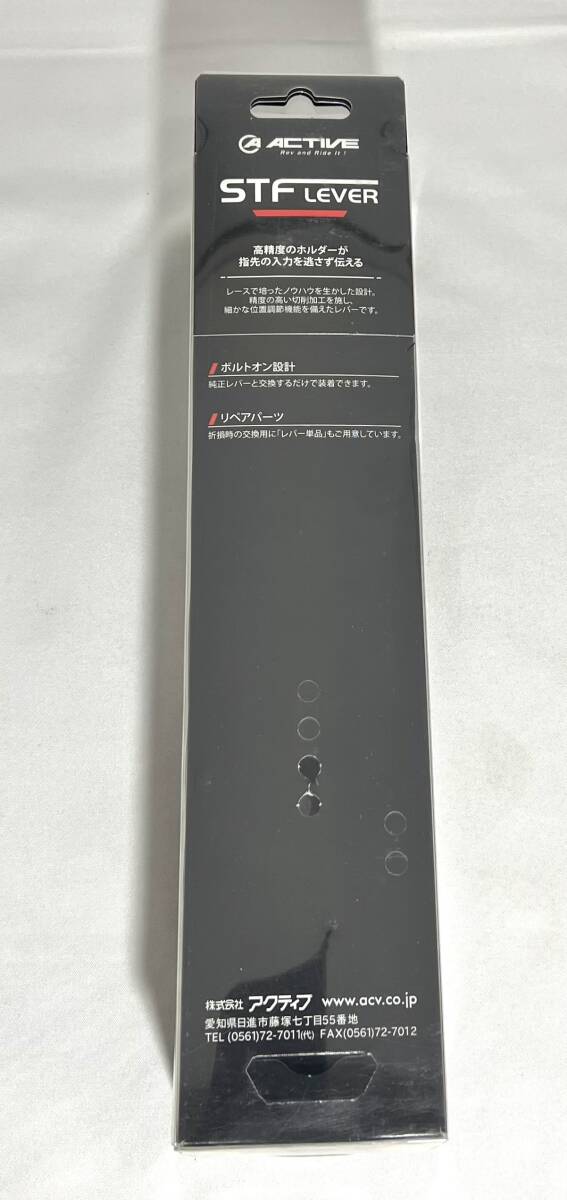 ACTIVE
Rev and Ride It !
STF LEVER
高精度のホルダーが
指先の入力を逃さず伝える
レースで培ったノウハウを生かした設計。
精度の高い切削加工を施し、
細かな位置調節機能を備えたレバーです。
ボルトオン設計
純正レバーと交換するだけで装着できます。
リペアパーツ
折損時の交換用に「レバー単品」もご用意しています。
株式会社 アクティブ www.acv.co.jp
愛知県日進市藤塚七丁目55番地
TEL (0561)72-7011(代) FAX(0561)72-7012